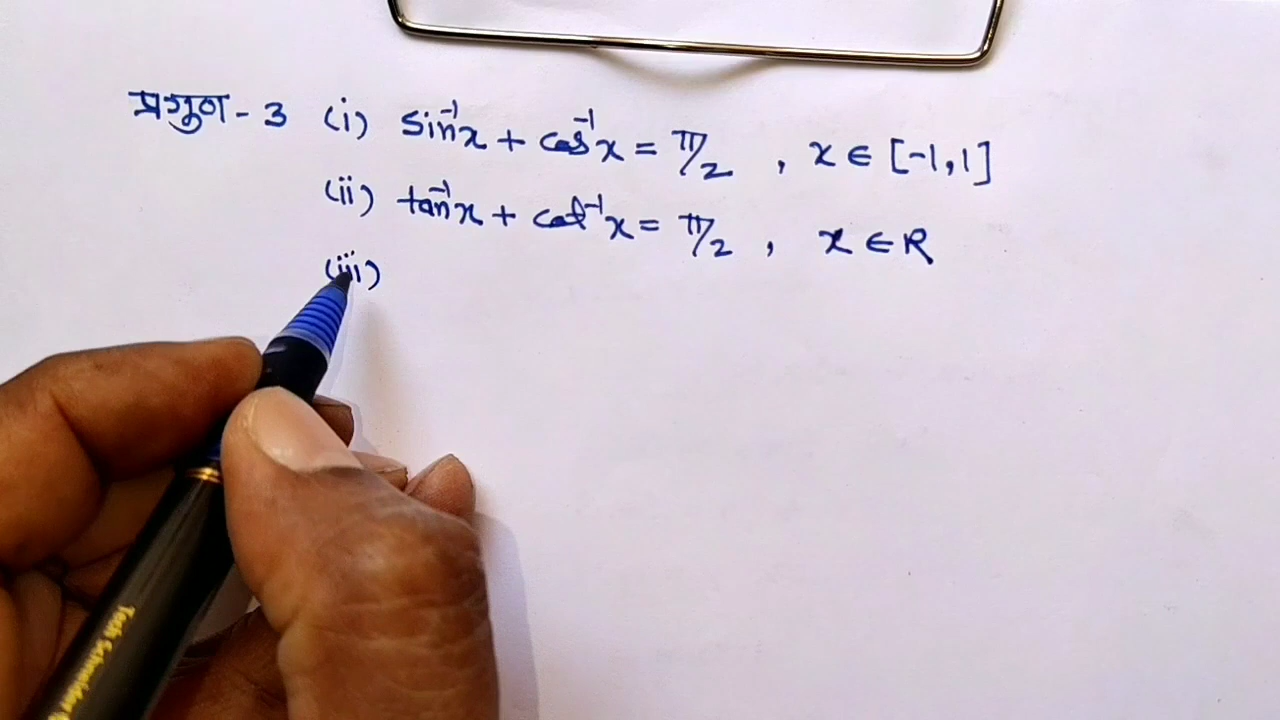 प्रगुण - 3 (i) sin⁻¹x + cos⁻¹x = π/2 , x ∈ [-1,1]
(ii) tan⁻¹x + cot⁻¹x = π/2 , x ∈ R
(iii)